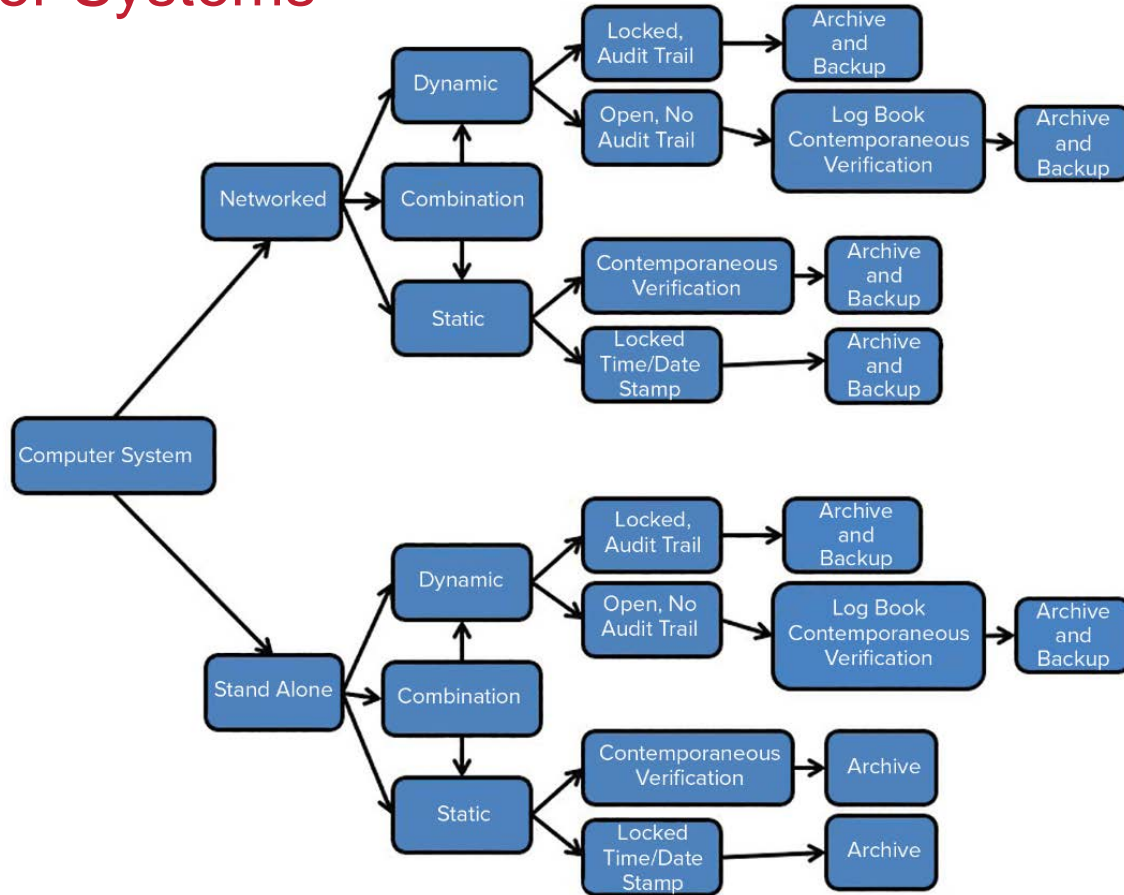 or Systems
Locked,
Audit Trail
Archive
and
Backup
Dynamic
Open, No
Audit Trail
Log Book
Contemporaneous
Verification
Archive
and
Backup
Networked
Combination
Contemporaneous
Verification
Archive
and
Backup
Static
Locked
Time/Date
Stamp
Archive
and
Backup
Computer System
Locked,
Audit Trail
Archive
and
Backup
Dynamic
Open, No
Audit Trail
Log Book
Contemporaneous
Verification
Archive
and
Backup
Stand Alone
Combination
Contemporaneous
Verification
Archive
Static
Locked
Time/Date
Stamp
Archive